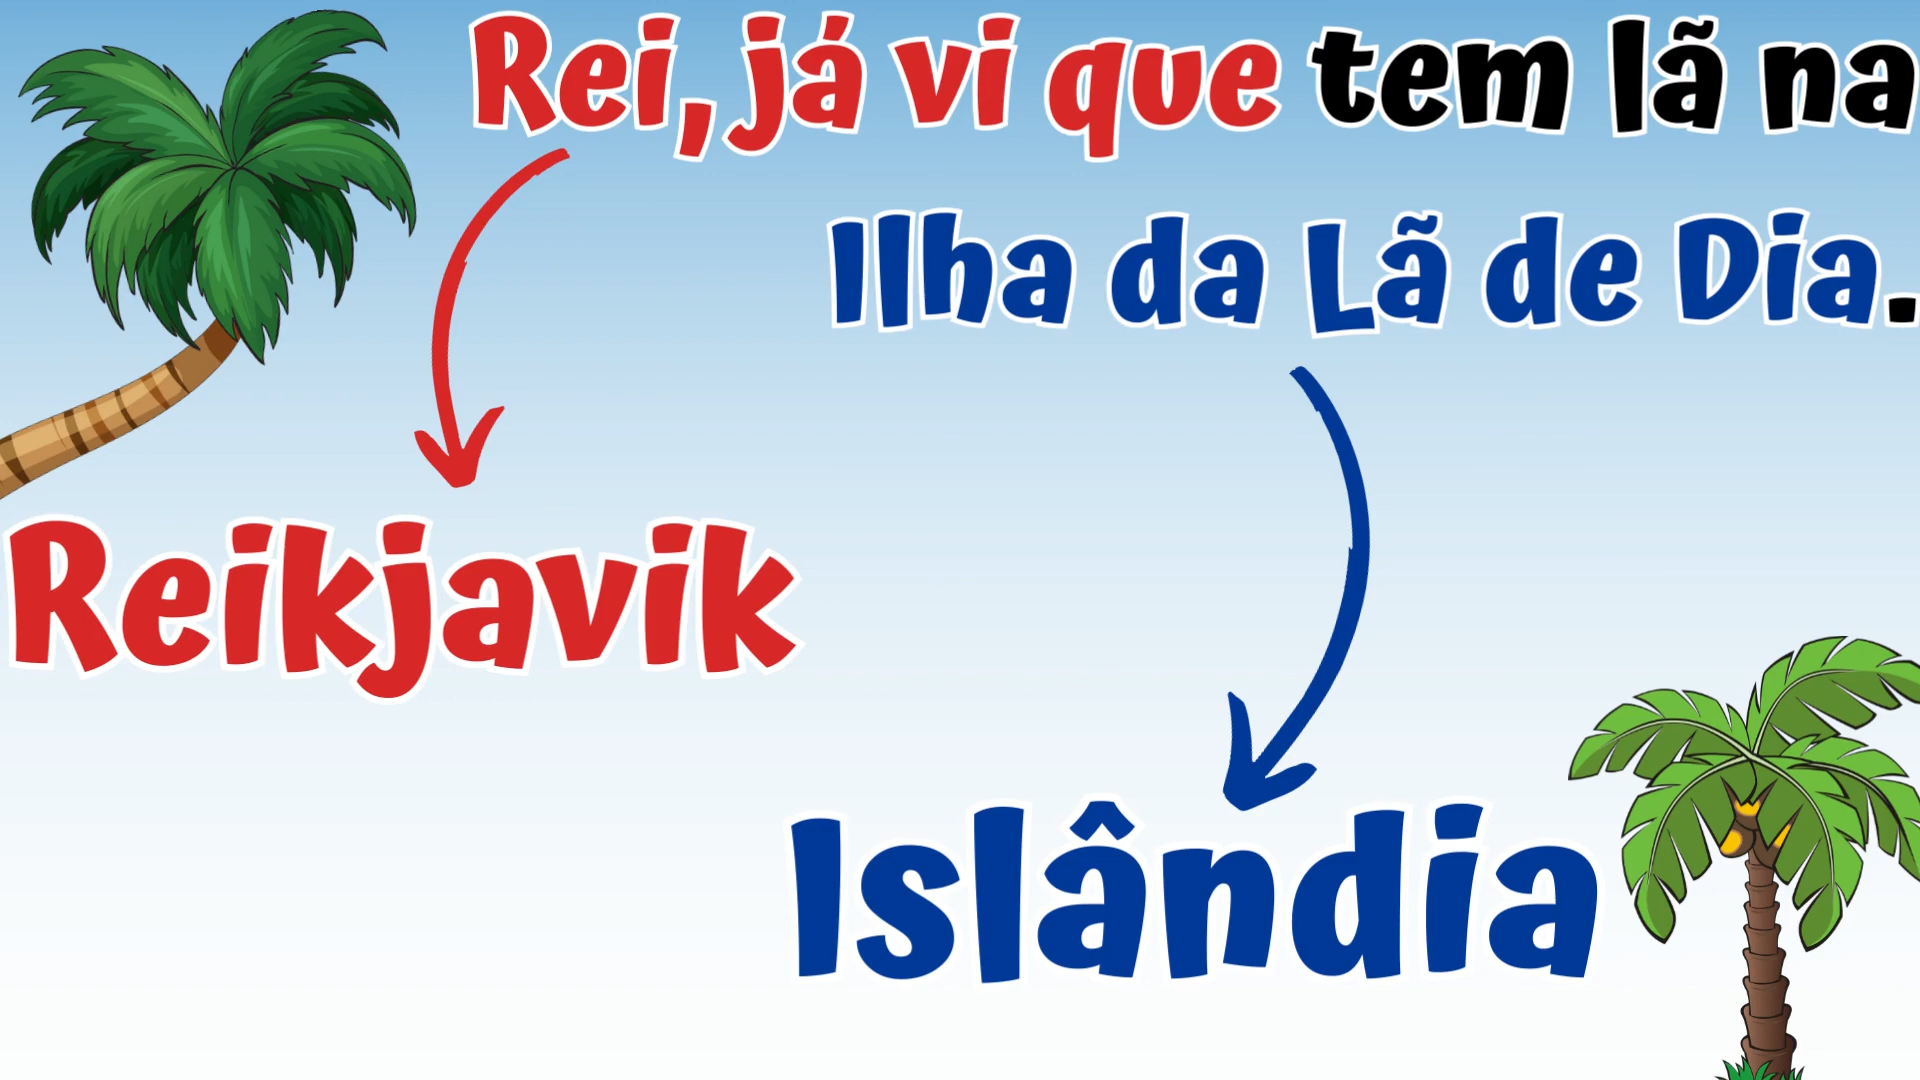 Rei, já vi que tem lã na
Ilha da Lã de Dia.
Reikjavik
Islândia